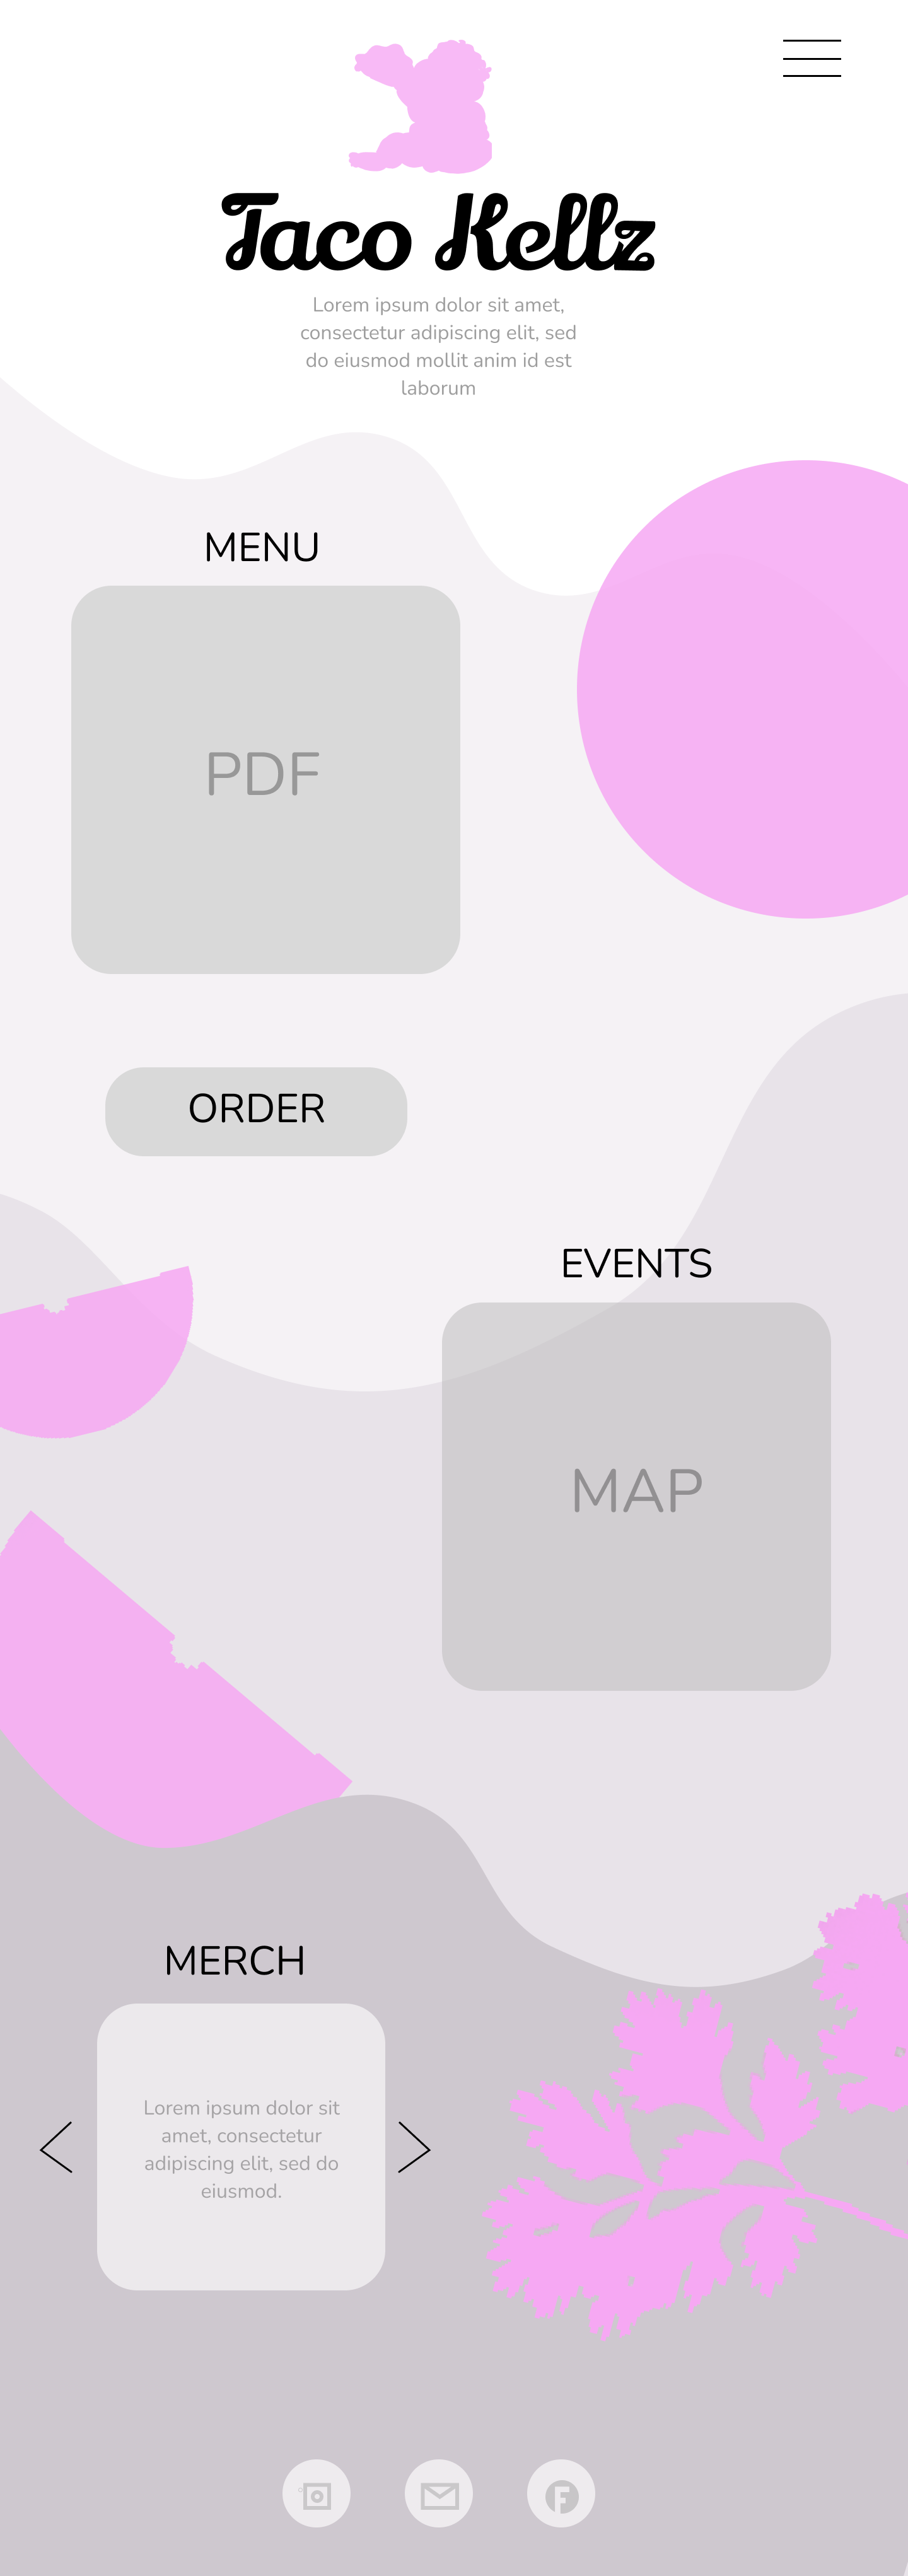 Taco Kellz
Lorem ipsum dolor sit amet,
consectetur adipiscing elit, sed
do eiusmod mollit anim id est
laborum
MENU
PDF
ORDER
EVENTS
MAP
MERCH
Lorem ipsum dolor sit
amet, consectetur
adipiscing elit, sed do
eiusmod.